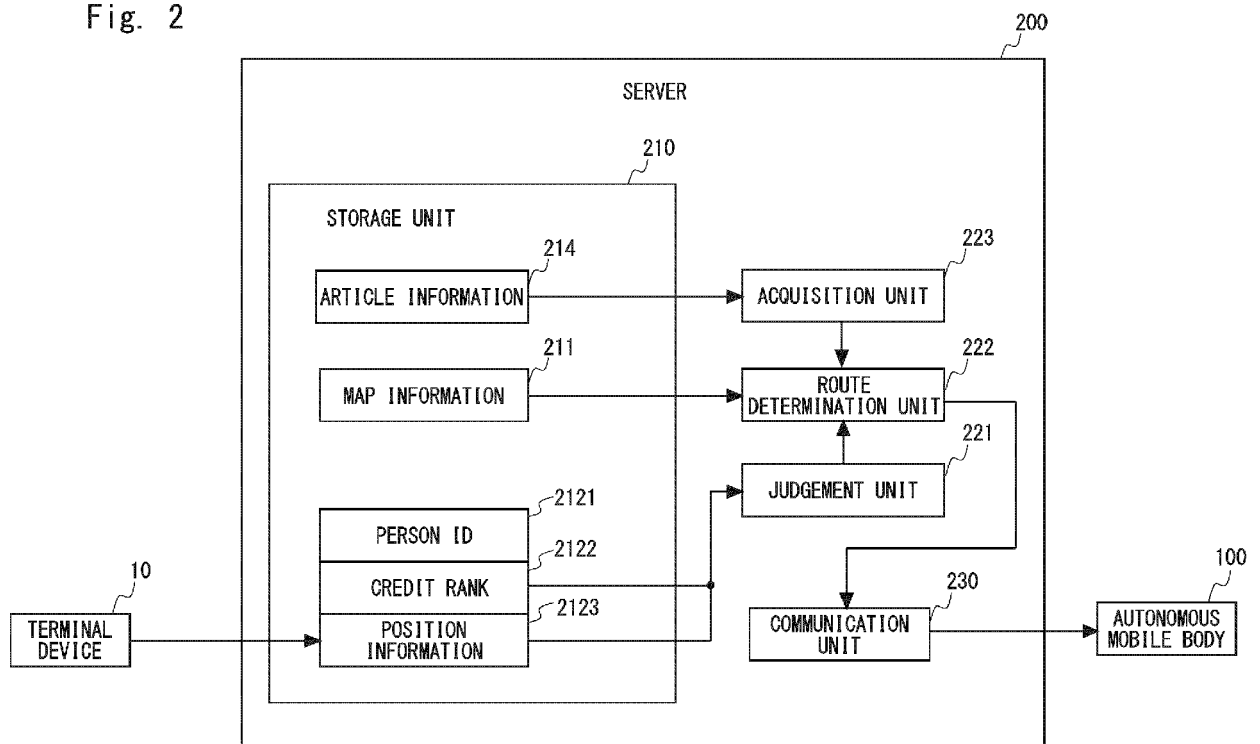 Fig. 2
200
SERVER
210
STORAGE UNIT
214
223
ARTICLE INFORMATION
ACQUISITION UNIT
211
222
MAP INFORMATION
ROUTE
DETERMINATION UNIT
221
JUDGEMENT UNIT
2121
PERSON ID
2122
CREDIT RANK
10
2123
230
100
TERMINAL
DEVICE
POSITION
INFORMATION
COMMUNICATION
UNIT
AUTONOMOUS
MOBILE BODY